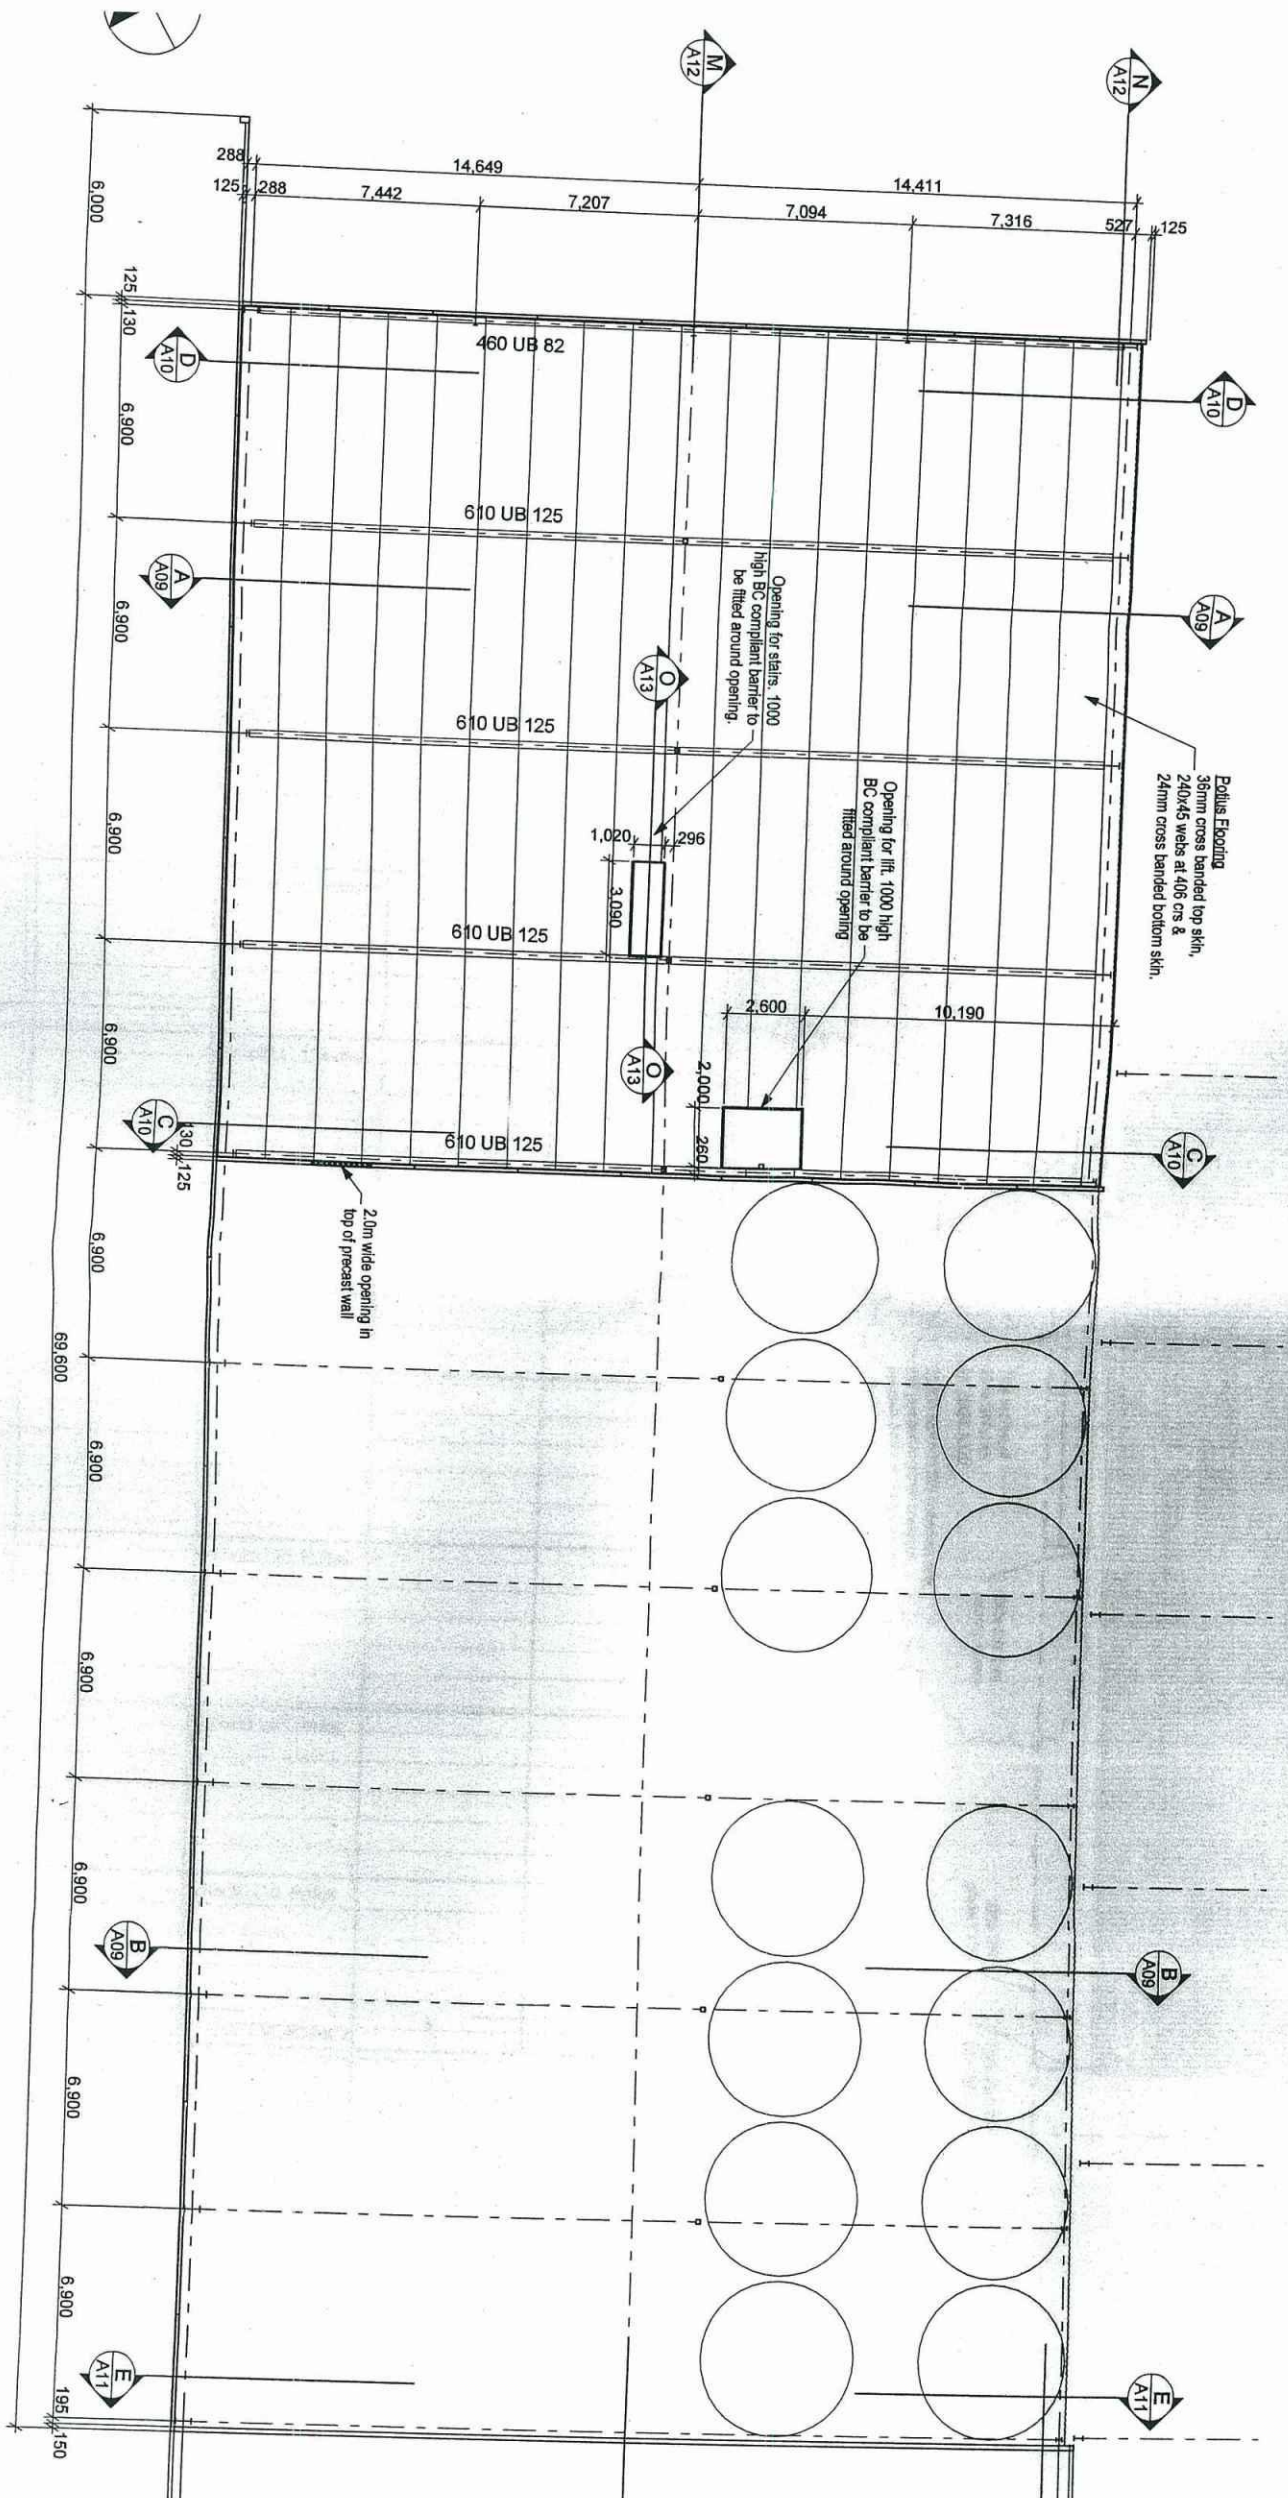 M
A12
N
A12
14,649
14,411
288
125
288
7,442
7,207
7,094
7,316
527
125
6,000
125
130
6,900
6,900
6,900
6,900
130
125
6,900
6,900
6,900
6,900
6,900
6,900
195
150
69,600
D
A10
D
A10
460 UB 82
610 UB 125
A
A09
A
A09
Opening for stairs. 1000
high BC compliant barrier to
be fitted around opening.
O
A13
Potius Flooring
36mm cross banded top skin,
240x45 webs at 406 crs &
24mm cross banded bottom skin.
610 UB 125
Opening for lift. 1000 high
BC compliant barrier to be
fitted around opening
1,020
296
3,090
610 UB 125
2,600
10,190
O
A13
2,000
260
C
A10
C
A10
610 UB 125
2.0m wide opening in
top of precast wall
B
A09
B
A09
E
A11
E
A11